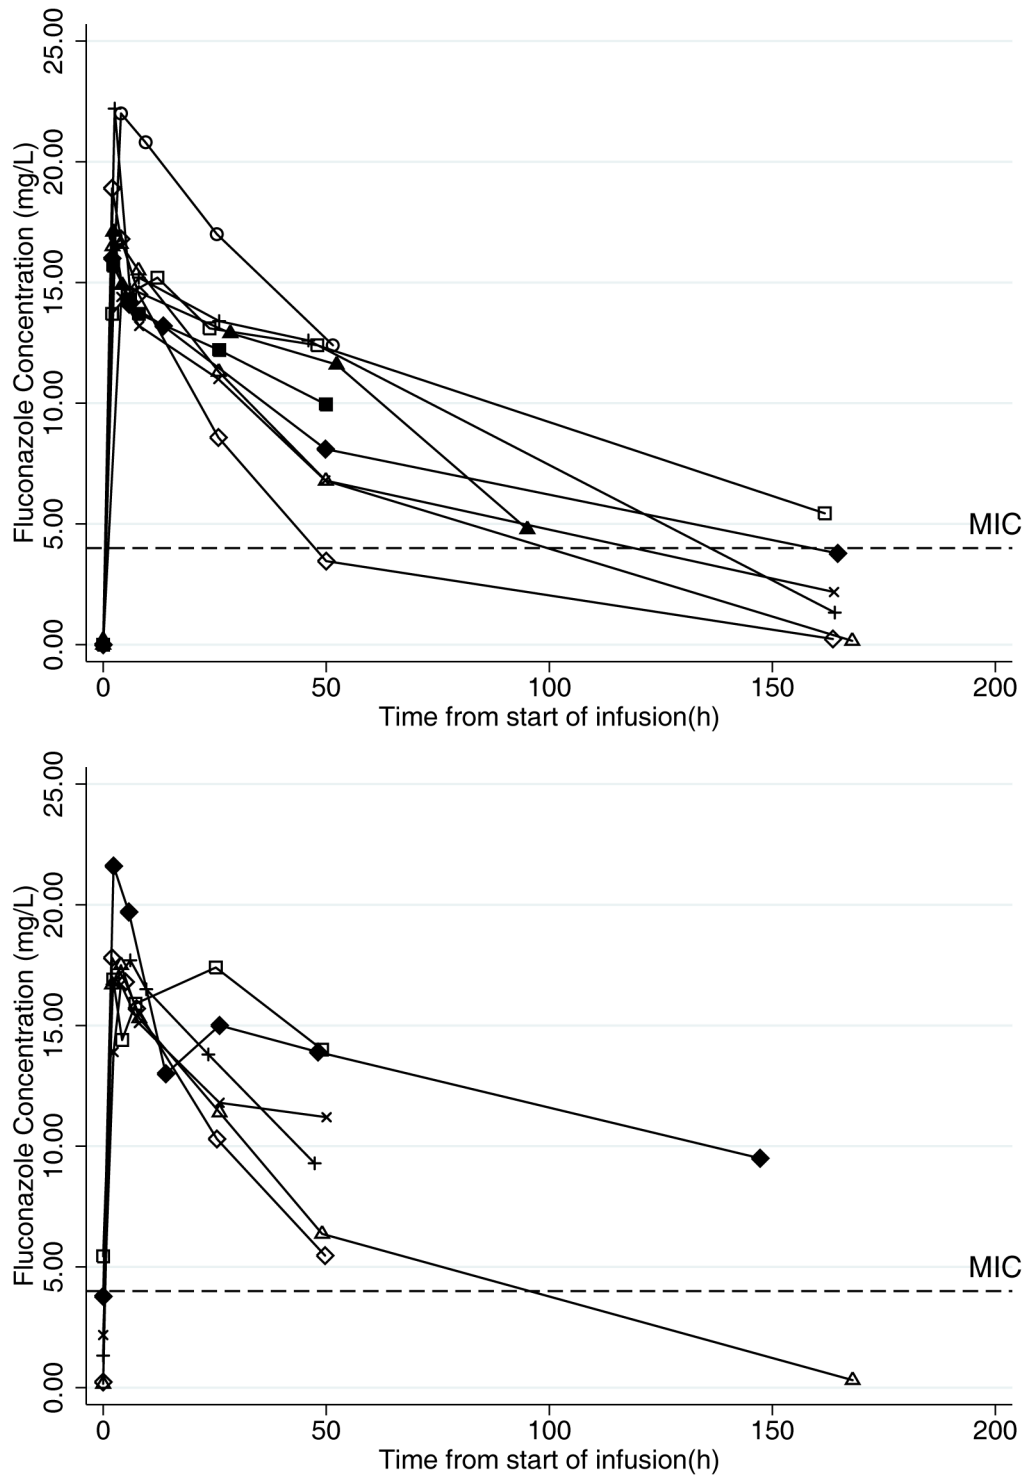 Fluconazole Concentration (mg/L)
25.00
20.00
15.00
10.00
5.00
0.00
MIC
0 50 100 150 200
Time from start of infusion(h)
Fluconazole Concentration (mg/L)
25.00
20.00
15.00
10.00
5.00
0.00
MIC
0 50 100 150 200
Time from start of infusion(h)